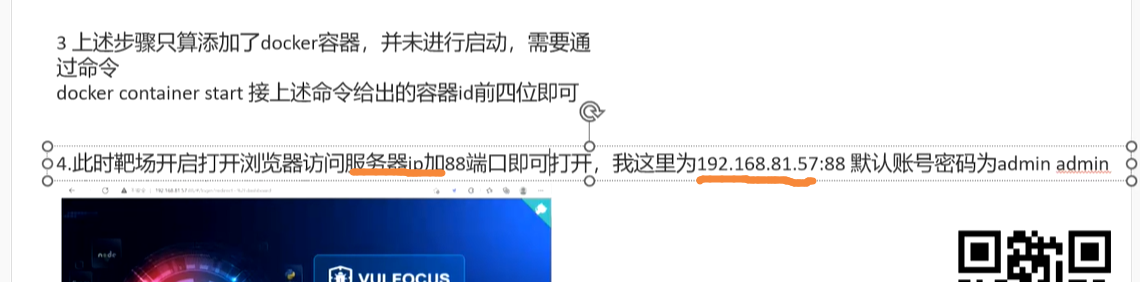 3 上述步骤只算添加了docker容器，并未进行启动，需要通
过命令
docker container start 接上述命令给出的容器id前四位即可
4.此时靶场开启打开浏览器访问服务器ip加88端口即可打开，我这里为192.168.81.57:88 默认账号密码为admin admin
node
VULFOCUS